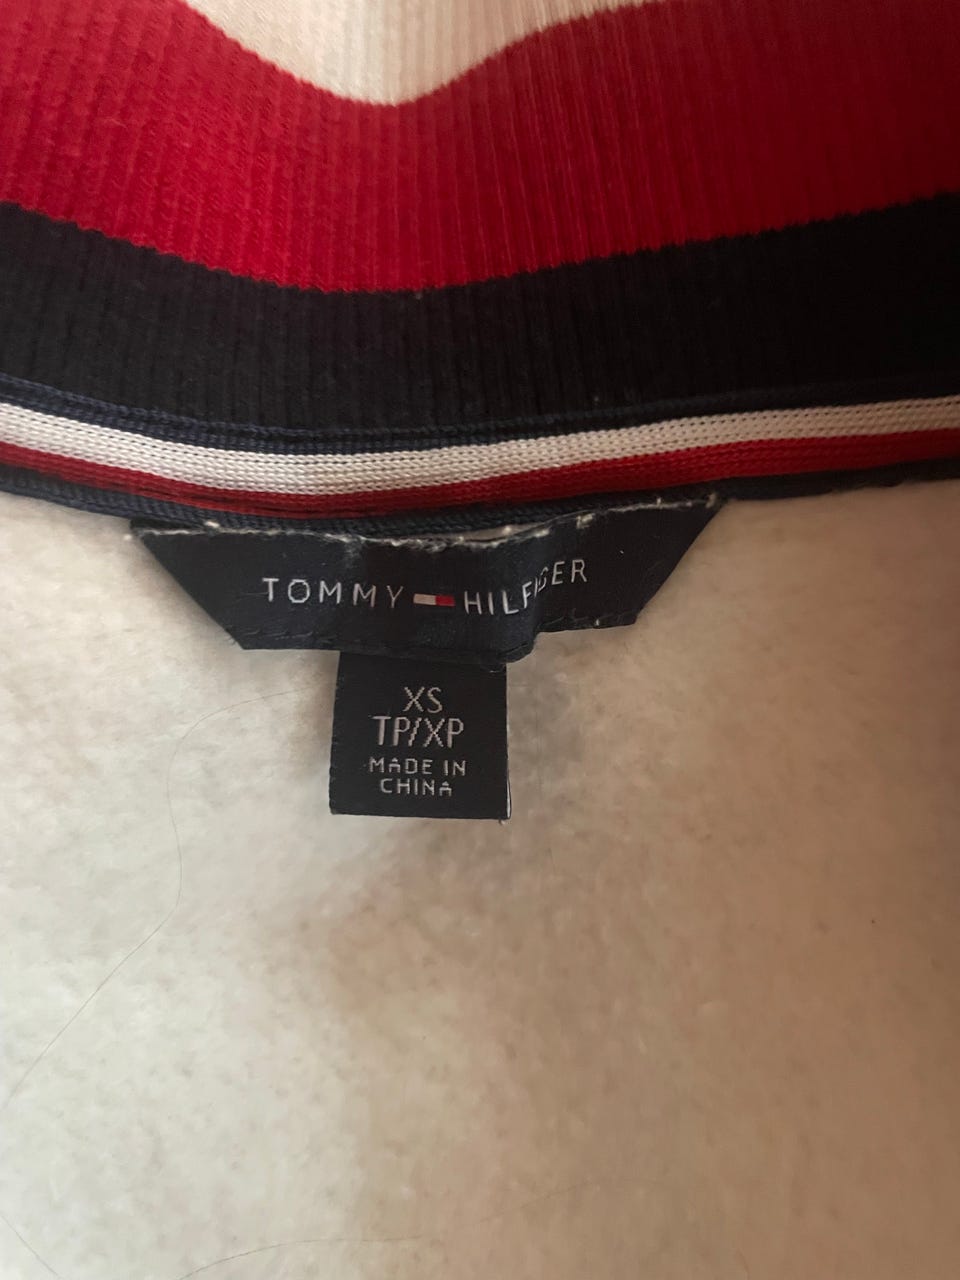 TOMMY HILFIGER
XS
TP/XP
MADE IN
CHINA